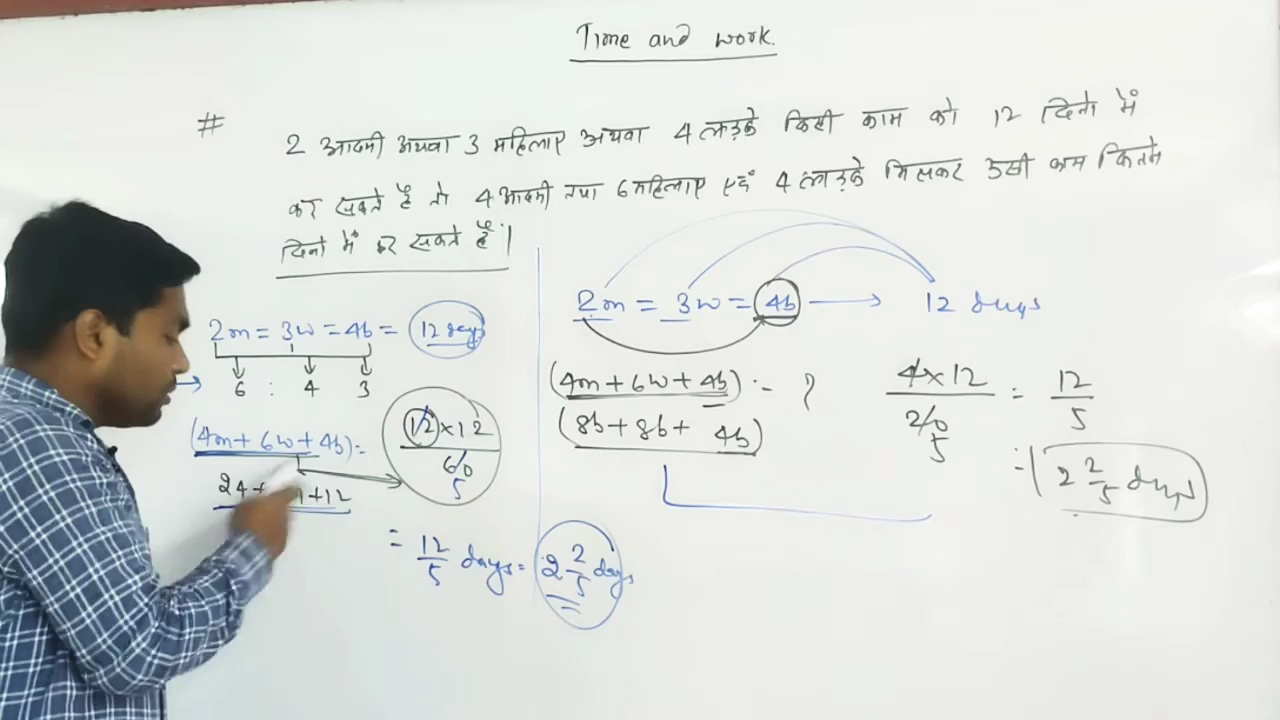 Time and work.
# 2 आदमी अथवा 3 महिलाए अथवा 4 लड़के किसी काम को 12 दिनो में
कर सकते हैं तो 4 आदमी तथा 6 महिलाए एवं 4 लड़के मिलकर उसी काम कितने
दिनो में कर सकते हैं।
2m = 3w = 4b = 12 days
6 : 4 3
(4m + 6w + 4b) =
24 + +12
12 × 12
60
5
= 12/5 days = 2 2/5 days
2m = 3w = 4b → 12 days
(4m + 6w + 4b) :- ?
(8b + 8b + 4b)
4 × 12 = 12
20 5
5
= 2 2/5 days